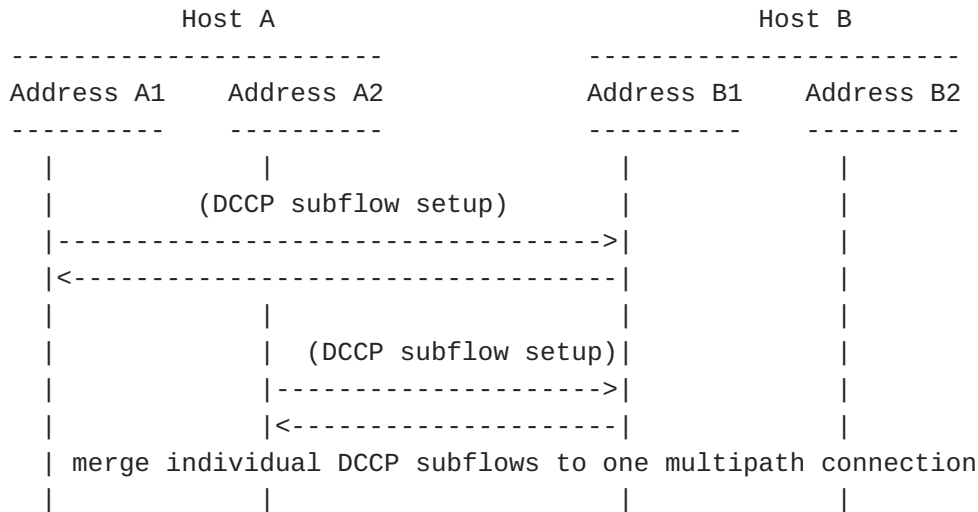 Host A                               Host B
------------------------             ------------------------
Address A1    Address A2             Address B1    Address B2
----------    ----------             ----------    ----------
  |             |                      |             |
  |         (DCCP subflow setup)       |             |
  |----------------------------------->|             |
  |<-----------------------------------|             |
  |             |                      |             |
  |             |  (DCCP subflow setup)|             |
  |             |--------------------->|             |
  |             |<---------------------|             |
  | merge individual DCCP subflows to one multipath connection
  |             |                      |             |